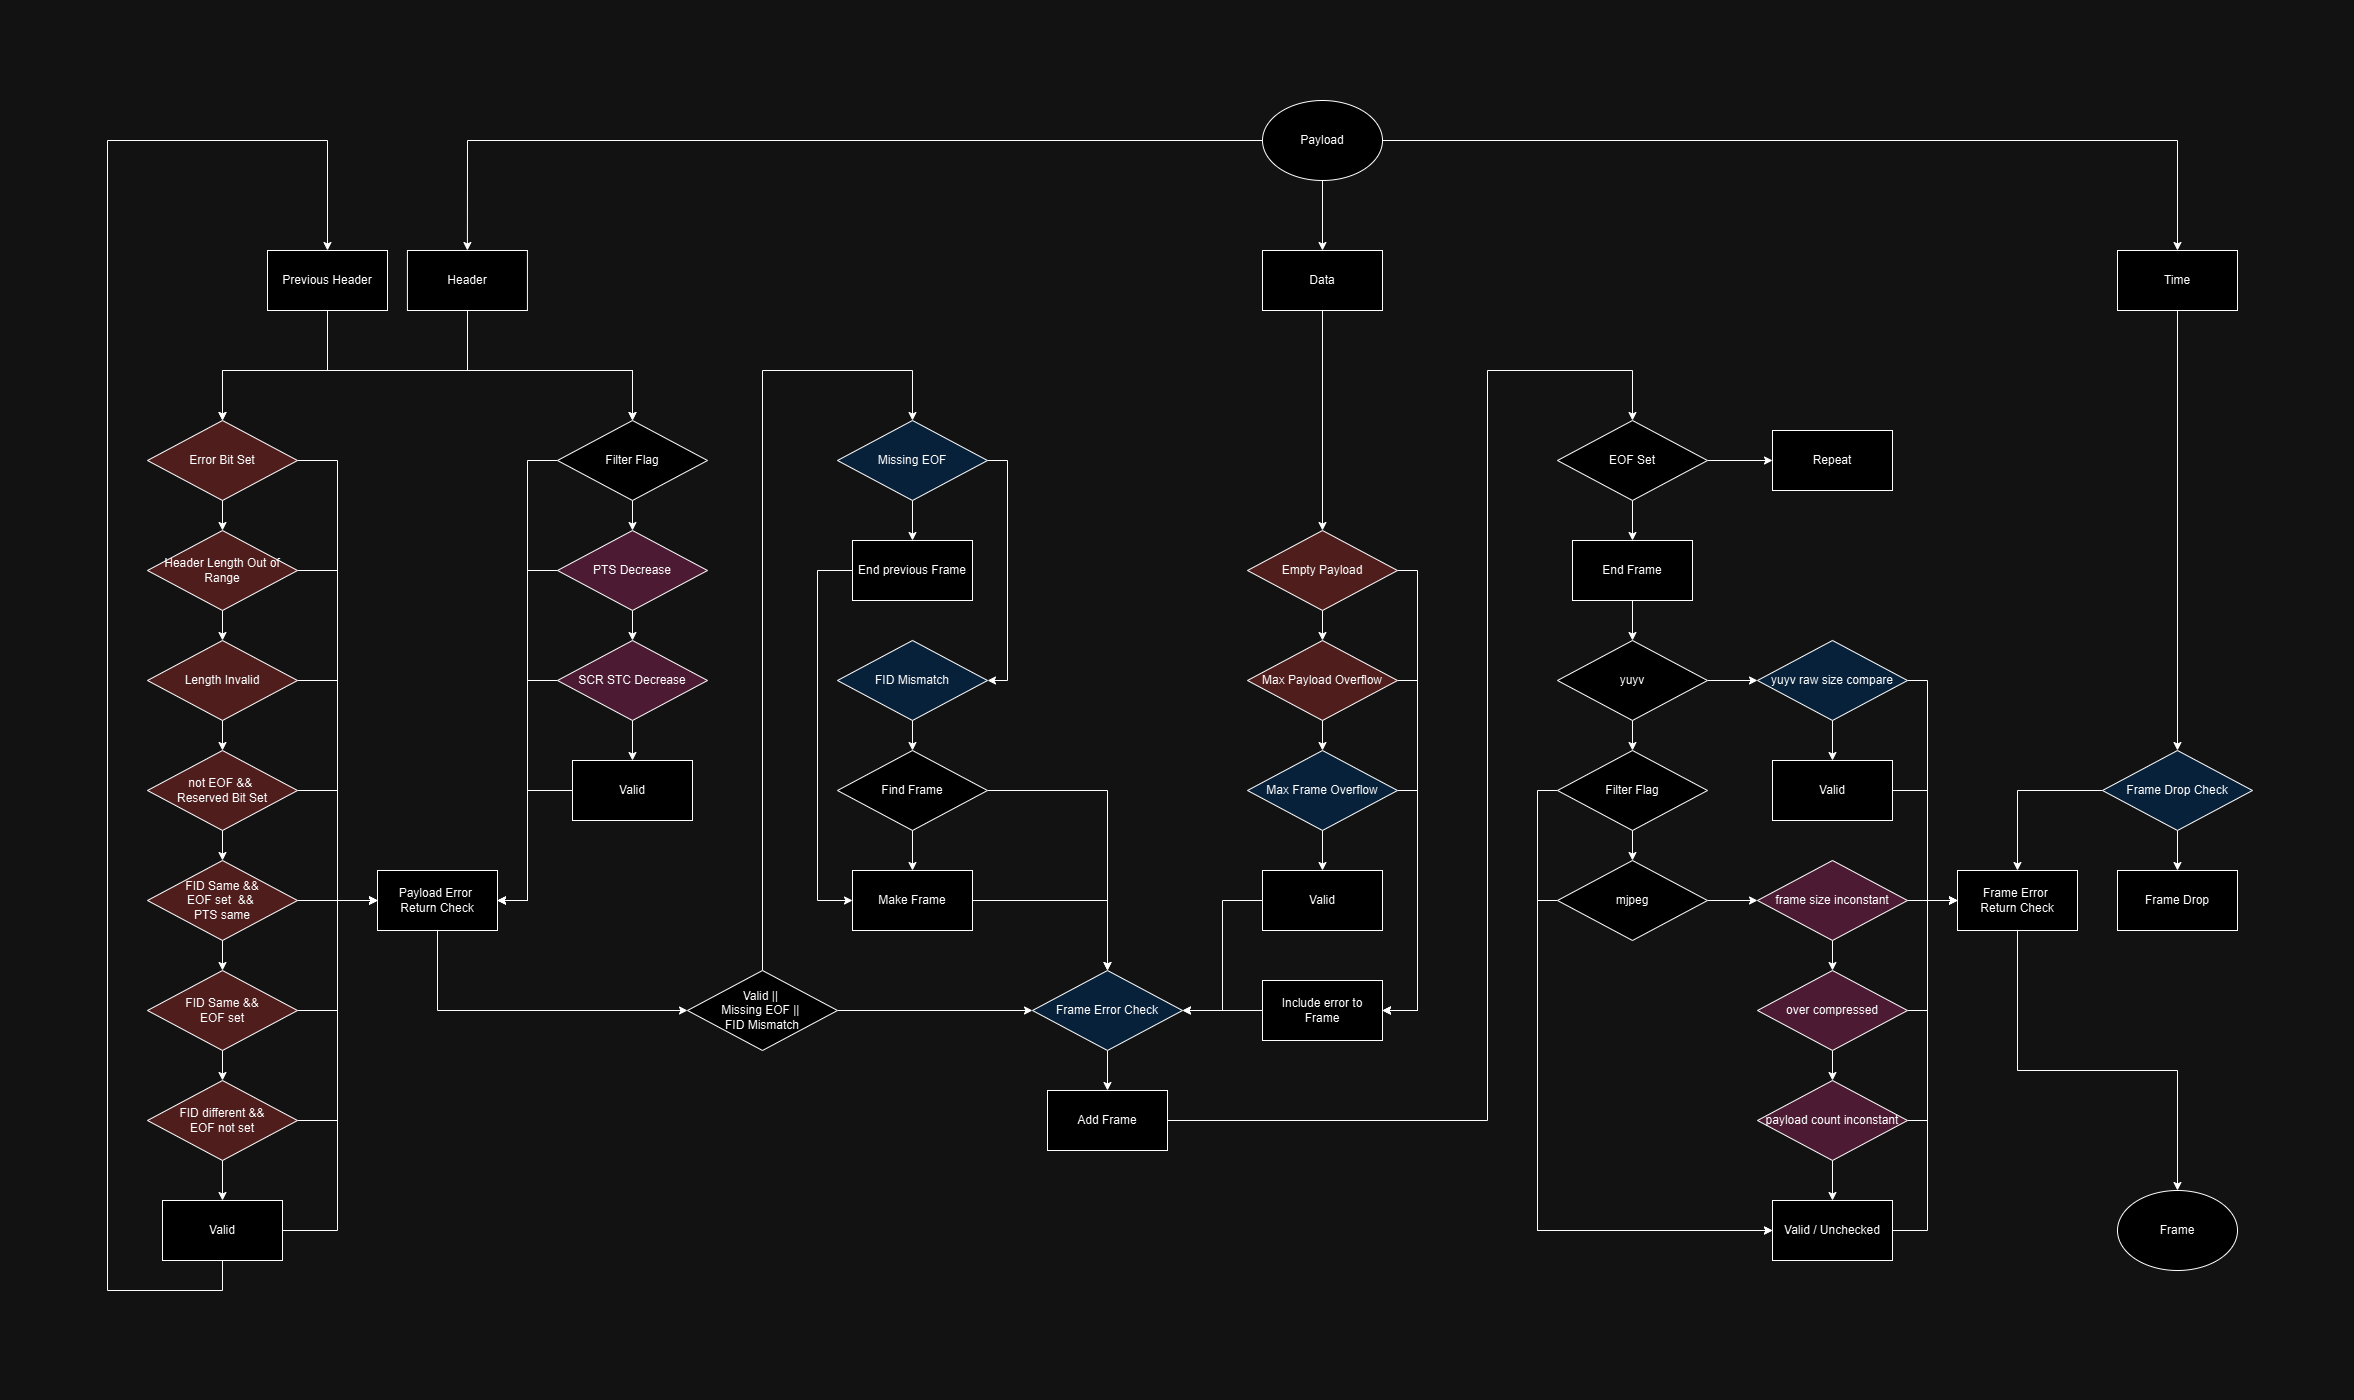 Payload
Previous Header
Header
Data
Time
Error Bit Set
Filter Flag
Missing EOF
EOF Set
Repeat
Header Length Out of
Range
PTS Decrease
End previous Frame
Empty Payload
End Frame
Length Invalid
SCR STC Decrease
FID Mismatch
Max Payload Overflow
yuyv
yuyv raw size compare
not EOF &&
Reserved Bit Set
Valid
Find Frame
Max Frame Overflow
Filter Flag
Valid
Frame Drop Check
FID Same &&
EOF set  &&
PTS same
Payload Error
Return Check
Make Frame
Valid
mjpeg
frame size inconstant
Frame Error
Return Check
Frame Drop
FID Same &&
EOF set
Valid ||
Missing EOF ||
FID Mismatch
Frame Error Check
Include error to
Frame
over compressed
FID different &&
EOF not set
Add Frame
payload count inconstant
Valid
Valid / Unchecked
Frame